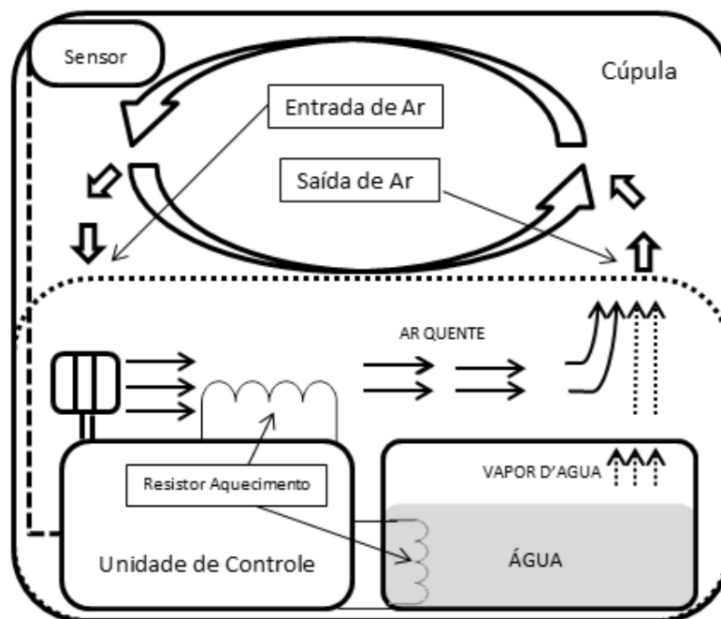 Sensor
Cúpula
Entrada de Ar
Saída de Ar
AR QUENTE
VAPOR D'AGUA
Resistor Aquecimento
Unidade de Controle
ÁGUA